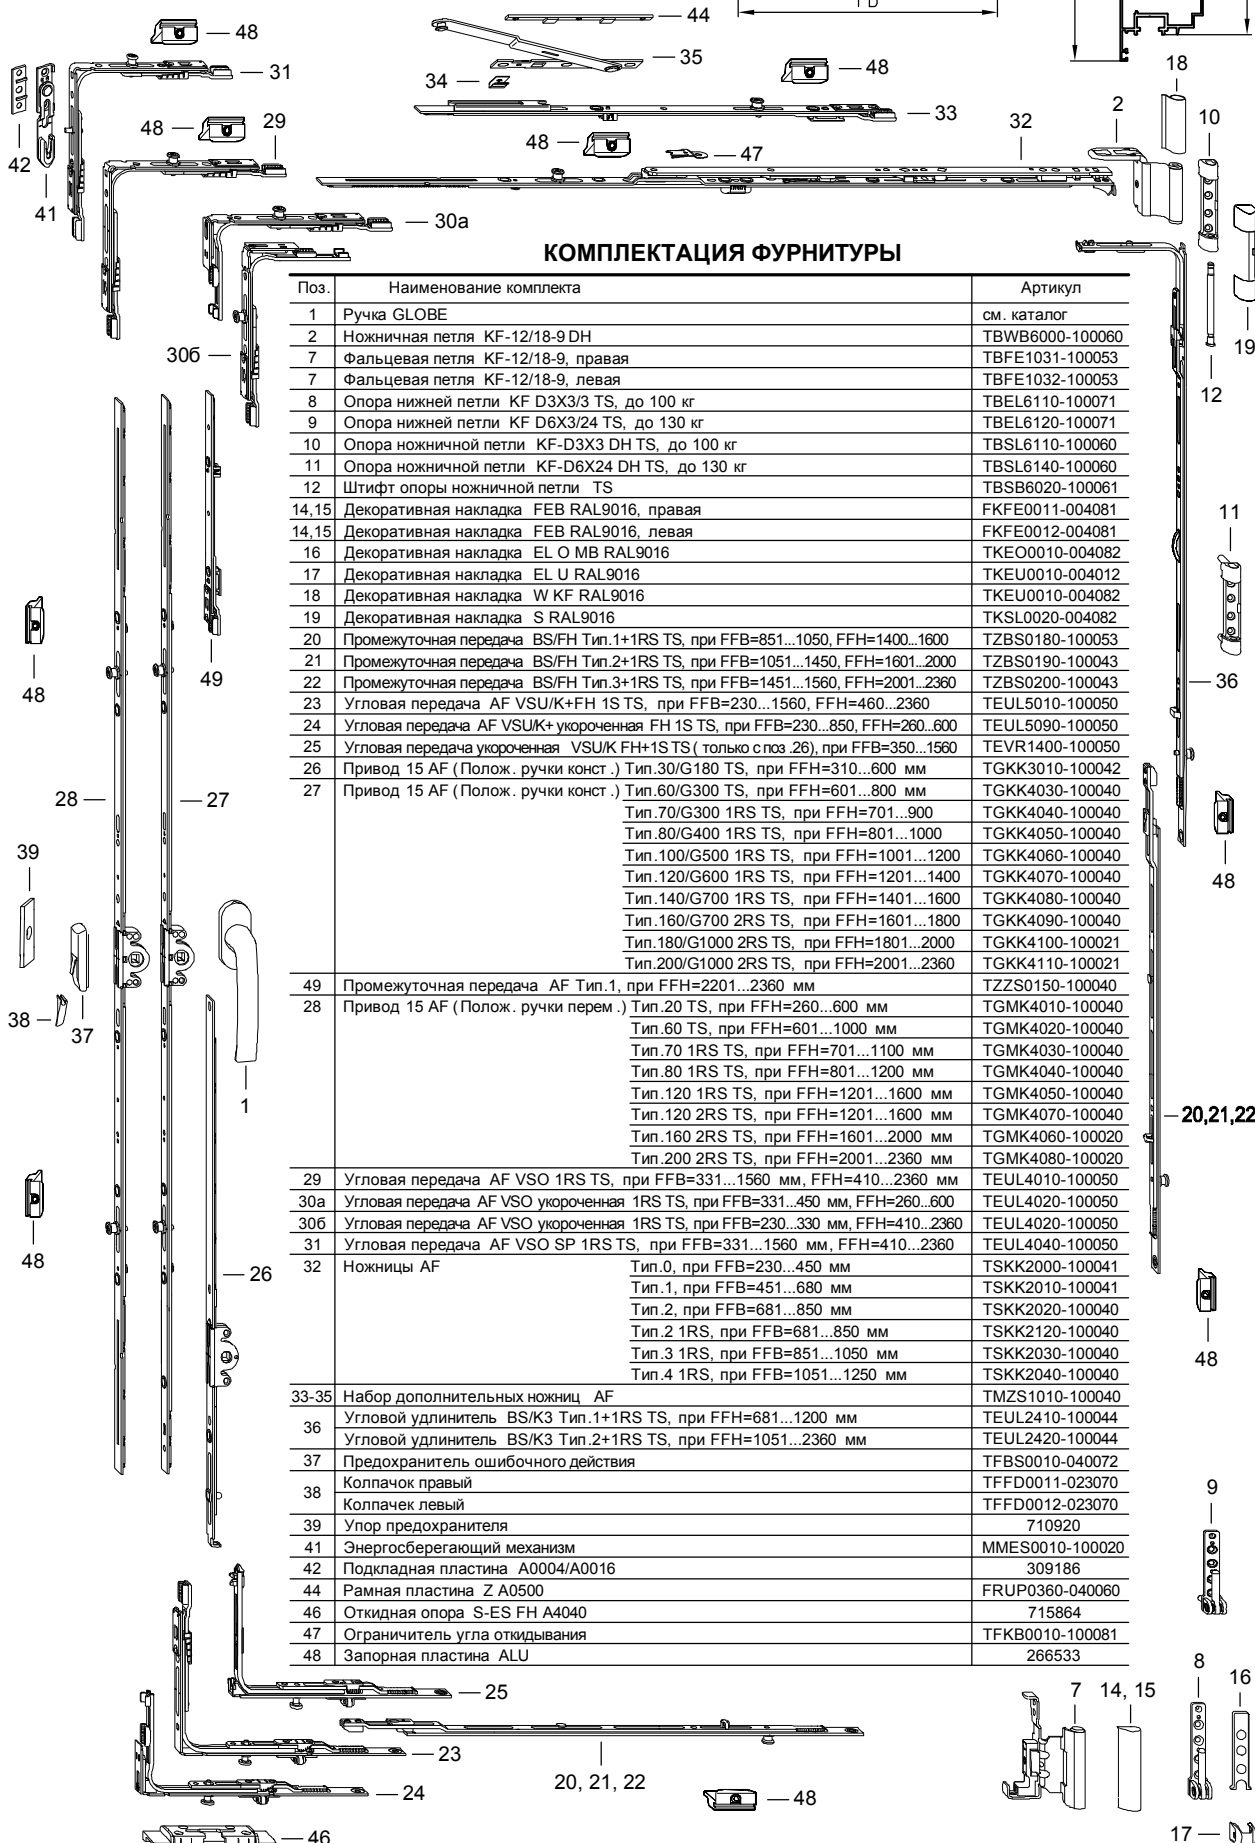 44
FB
48
31
35
34
48
18
33
2
10
48
29
42
41
48
47
32
30а
КОМПЛЕКТАЦИЯ ФУРНИТУРЫ
30б
19
12
Поз. Наименование комплекта Артикул
1 Ручка GLOBE см. каталог
2 Ножничная петля KF-12/18-9 DH TBWB6000-100060
7 Фальцевая петля KF-12/18-9, правая TBFE1031-100053
7 Фальцевая петля KF-12/18-9, левая TBFE1032-100053
8 Опора нижней петли KF D3X3/3 TS, до 100 кг TBEL6110-100071
9 Опора нижней петли KF D6X3/24 TS, до 130 кг TBEL6120-100071
10 Опора ножничной петли KF-D3X3 DH TS, до 100 кг TBSL6110-100060
11 Опора ножничной петли KF-D6X24 DH TS, до 130 кг TBSL6140-100060
12 Штифт опоры ножничной петли TS TBSB6020-100061
14,15 Декоративная накладка FEB RAL9016, правая FKFE0011-004081
14,15 Декоративная накладка FEB RAL9016, левая FKFE0012-004081
16 Декоративная накладка EL O MB RAL9016 TKEO0010-004082
17 Декоративная накладка EL U RAL9016 TKEU0010-004012
18 Декоративная накладка W KF RAL9016 TKEU0010-004082
19 Декоративная накладка S RAL9016 TKSL0020-004082
20 Промежуточная передача BS/FH Тип.1+1RS TS, при FFB=851...1050, FFH=1400...1600 TZBS0180-100053
21 Промежуточная передача BS/FH Тип.2+1RS TS, при FFB=1051...1450, FFH=1601...2000 TZBS0190-100043
22 Промежуточная передача BS/FH Тип.3+1RS TS, при FFB=1451...1560, FFH=2001...2360 TZBS0200-100043
23 Угловая передача AF VSU/K+FH 1S TS, при FFB=230...1560, FFH=460...2360 TEUL5010-100050
24 Угловая передача AF VSU/K+ укороченная FH 1S TS, при FFB=230...850, FFH=260...600 TEUL5090-100050
25 Угловая передача укороченная VSU/K FH+1S TS ( только с поз .26), при FFB=350...1560 TEVR1400-100050
26 Привод 15 AF ( Полож. ручки конст .) Тип.30/G180 TS, при FFH=310...600 мм TGKK3010-100042
27 Привод 15 AF ( Полож. ручки конст .) Тип.60/G300 TS, при FFH=601...800 мм TGKK4030-100040
Тип.70/G300 1RS TS, при FFH=701...900 TGKK4040-100040
Тип.80/G400 1RS TS, при FFH=801...1000 TGKK4050-100040
Тип.100/G500 1RS TS, при FFH=1001...1200 TGKK4060-100040
Тип.120/G600 1RS TS, при FFH=1201...1400 TGKK4070-100040
Тип.140/G700 1RS TS, при FFH=1401...1600 TGKK4080-100040
Тип.160/G700 2RS TS, при FFH=1601...1800 TGKK4090-100040
Тип.180/G1000 2RS TS, при FFH=1801...2000 TGKK4100-100021
Тип.200/G1000 2RS TS, при FFH=2001...2360 TGKK4110-100021
49 Промежуточная передача AF Тип.1, при FFH=2201...2360 мм TZZS0150-100040
28 Привод 15 AF ( Полож. ручки перем .) Тип.20 TS, при FFH=260...600 мм TGMK4010-100040
Тип.60 TS, при FFH=601...1000 мм TGMK4020-100040
Тип.70 1RS TS, при FFH=701...1100 мм TGMK4030-100040
Тип.80 1RS TS, при FFH=801...1200 мм TGMK4040-100040
Тип.120 1RS TS, при FFH=1201...1600 мм TGMK4050-100040
Тип.120 2RS TS, при FFH=1201...1600 мм TGMK4070-100040
Тип.160 2RS TS, при FFH=1601...2000 мм TGMK4060-100020
Тип.200 2RS TS, при FFH=2001...2360 мм TGMK4080-100020
29 Угловая передача AF VSO 1RS TS, при FFB=331...1560 мм, FFH=410...2360 мм TEUL4010-100050
30а Угловая передача AF VSO укороченная 1RS TS, при FFB=331...450 мм, FFH=260...600 TEUL4020-100050
30б Угловая передача AF VSO укороченная 1RS TS, при FFB=230...330 мм, FFH=410...2360 TEUL4020-100050
31 Угловая передача AF VSO SP 1RS TS, при FFB=331...1560 мм, FFH=410...2360 TEUL4040-100050
32 Ножницы AF Тип.0, при FFB=230...450 мм TSKK2000-100041
Тип.1, при FFB=451...680 мм TSKK2010-100041
Тип.2, при FFB=681...850 мм TSKK2020-100040
Тип.2 1RS, при FFB=681...850 мм TSKK2120-100040
Тип.3 1RS, при FFB=851...1050 мм TSKK2030-100040
Тип.4 1RS, при FFB=1051...1250 мм TSKK2040-100040
33-35 Набор дополнительных ножниц AF TMZS1010-100040
36 Угловой удлинитель BS/K3 Тип.1+1RS TS, при FFH=681...1200 мм TEUL2410-100044
Угловой удлинитель BS/K3 Тип.2+1RS TS, при FFH=1051...2360 мм TEUL2420-100044
37 Предохранитель ошибочного действия TFBS0010-040072
38 Колпачок правый TFFD0011-023070
Колпачек левый TFFD0012-023070
39 Упор предохранителя 710920
41 Энергосберегающий механизм MMES0010-100020
42 Подкладная пластина A0004/A0016 309186
44 Рамная пластина Z A0500 FRUP0360-040060
46 Откидная опора S-ES FH A4040 715864
47 Ограничитель угла откидывания TFKB0010-100081
48 Запорная пластина ALU 266533
11
48
49
36
28
27
48
39
38
37
1
20,21,22
48
26
48
9
25
8
16
7
14, 15
23
20, 21, 22
24
48
17
46